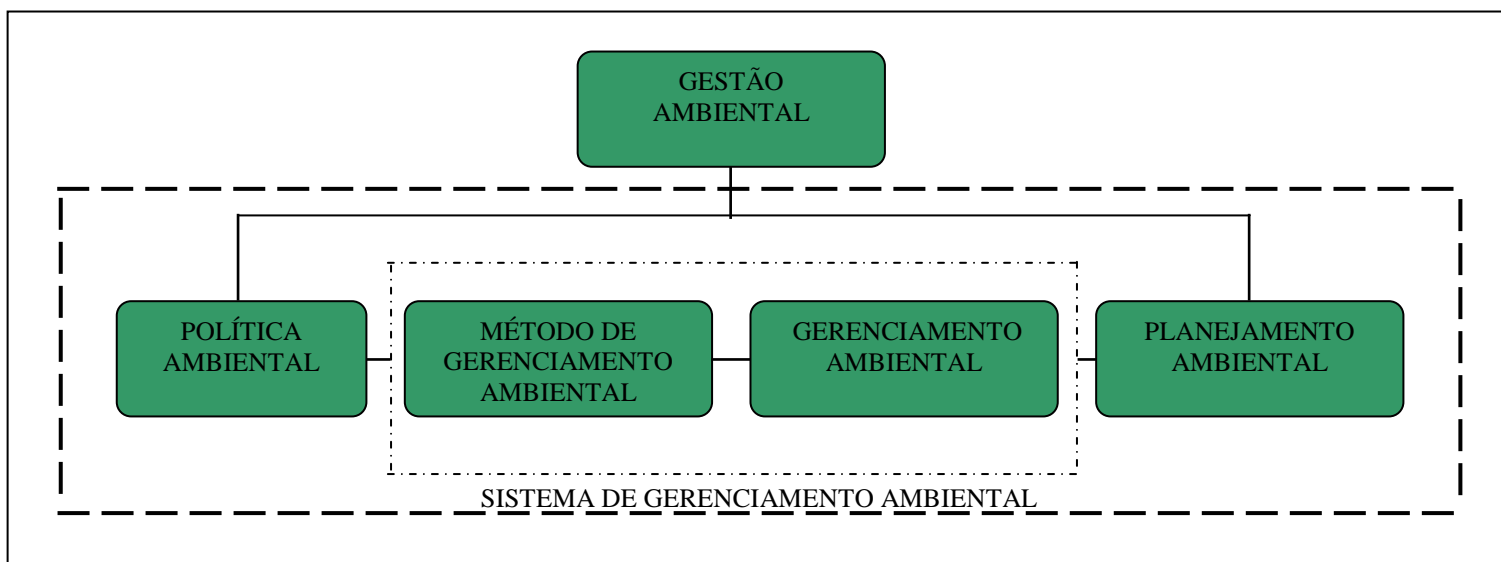 GESTÃO
AMBIENTAL
POLÍTICA
AMBIENTAL
MÉTODO DE
GERENCIAMENTO
AMBIENTAL
GERENCIAMENTO
AMBIENTAL
PLANEJAMENTO
AMBIENTAL
SISTEMA DE GERENCIAMENTO AMBIENTAL